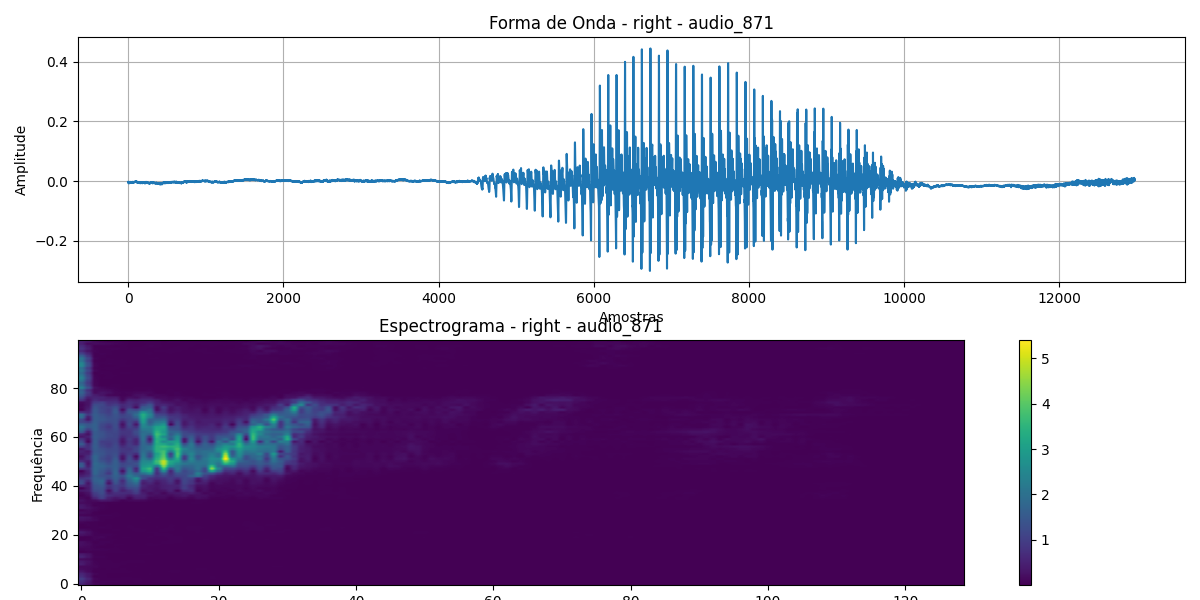 Forma de Onda - right - audio_871
Amplitude
0.4
0.2
0.0
−0.2
0 2000 4000 6000 8000 10000 12000
Amostras
Espectrograma - right - audio_871
Frequência
80
60
40
20
0
0 20 40 60 80 100 120
5
4
3
2
1